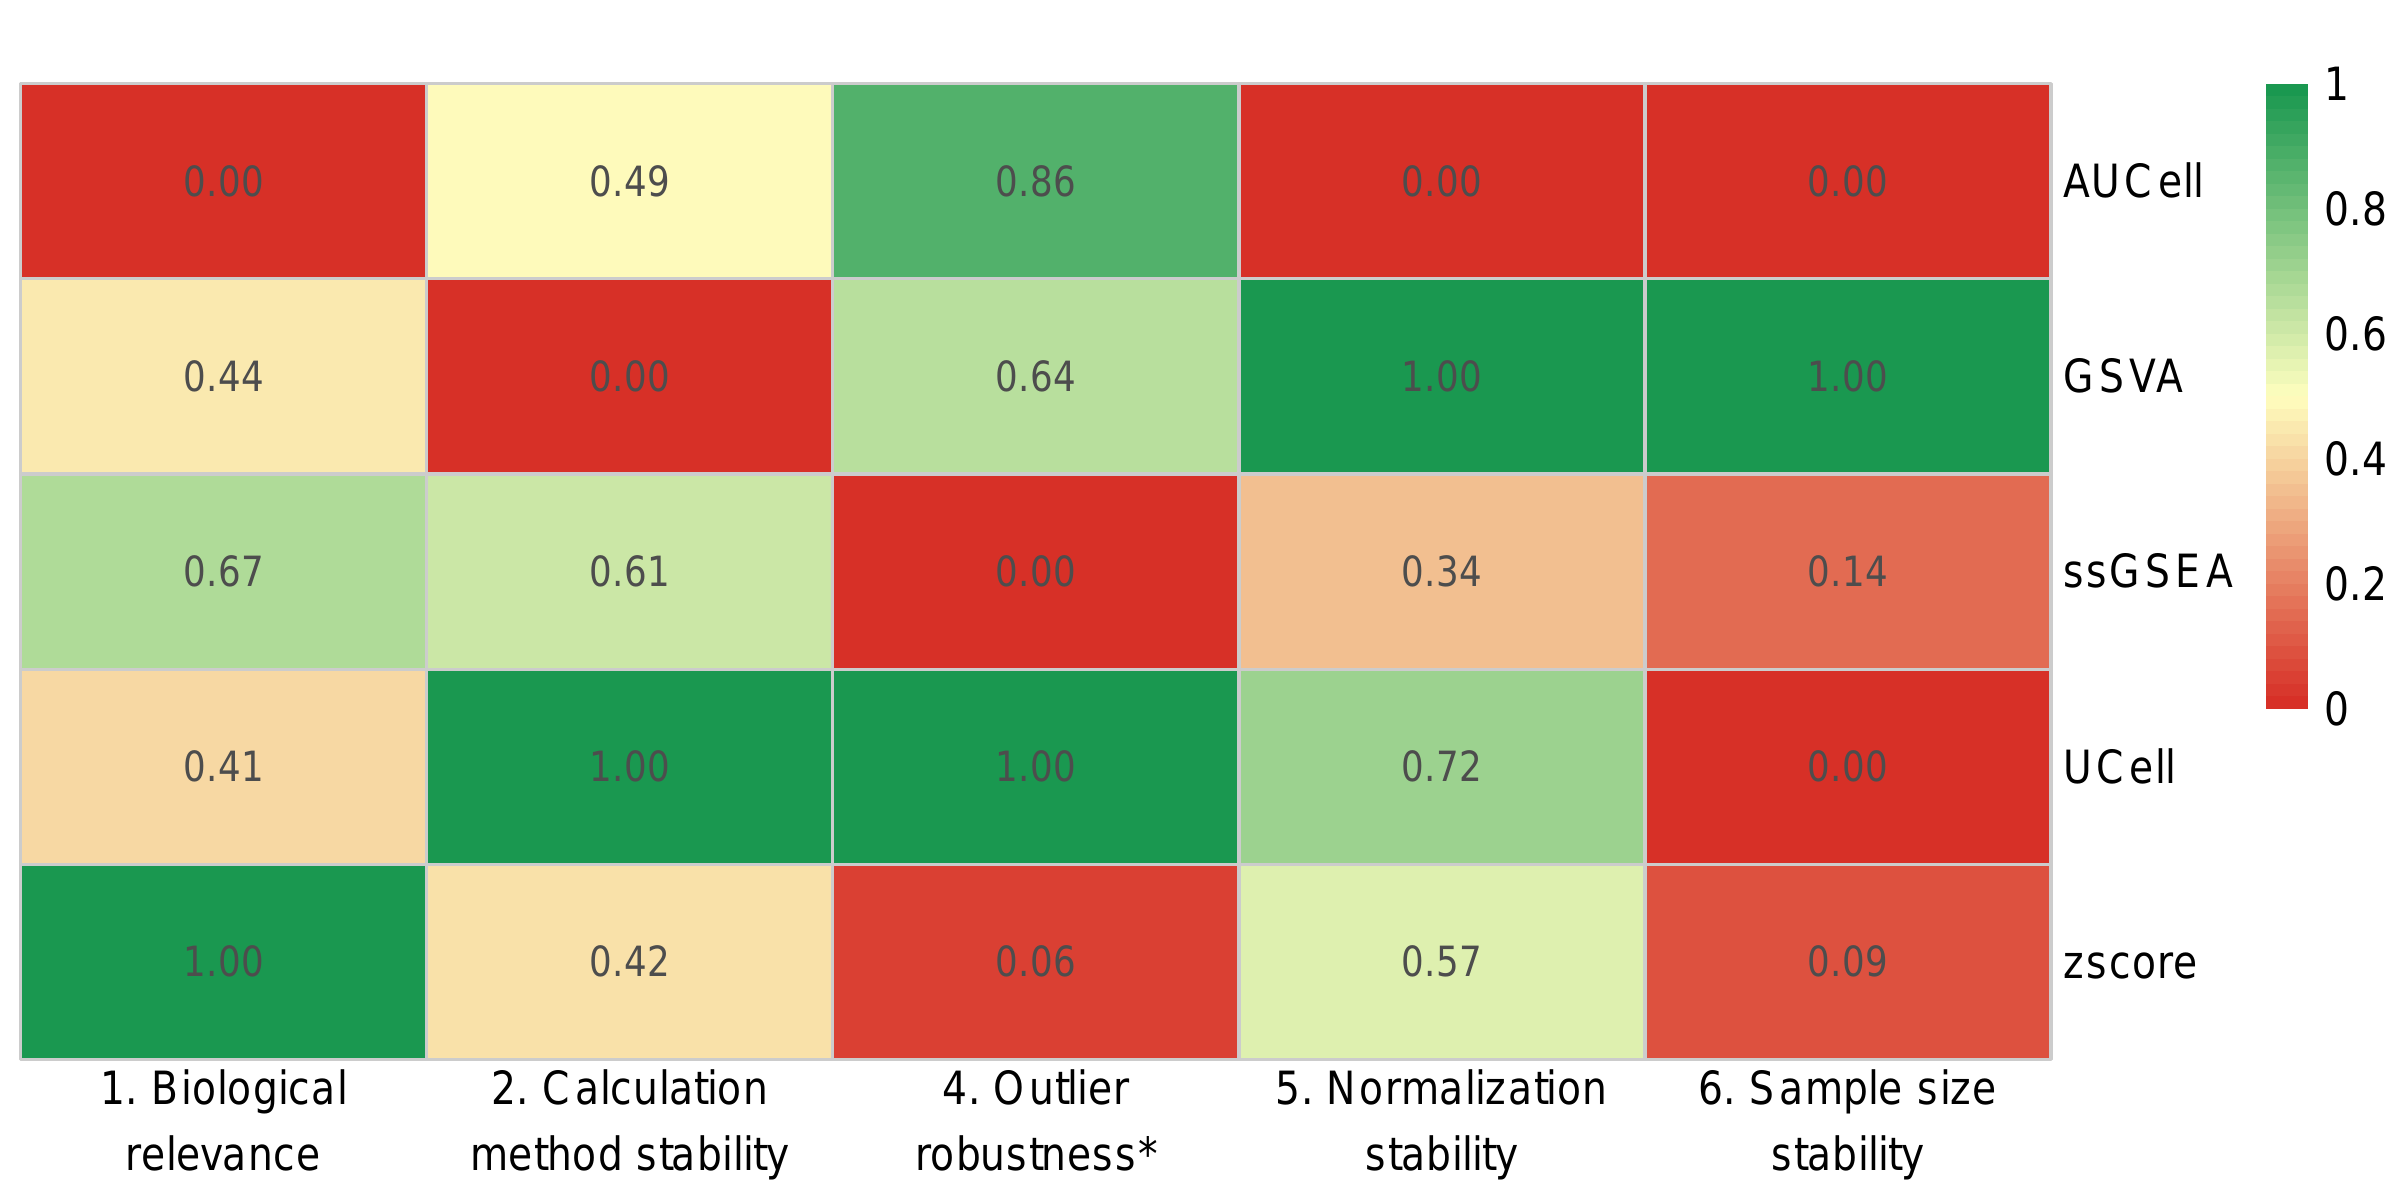 0.00 0.49 0.86 0.00 0.00 AUCell
0.44 0.00 0.64 1.00 1.00 GSVA
0.67 0.61 0.00 0.34 0.14 ssGSEA
0.41 1.00 1.00 0.72 0.00 UCell
1.00 0.42 0.06 0.57 0.09 zscore
1. Biological
relevance
2. Calculation
method stability
4. Outlier
robustness*
5. Normalization
stability
6. Sample size
stability
1
0.8
0.6
0.4
0.2
0